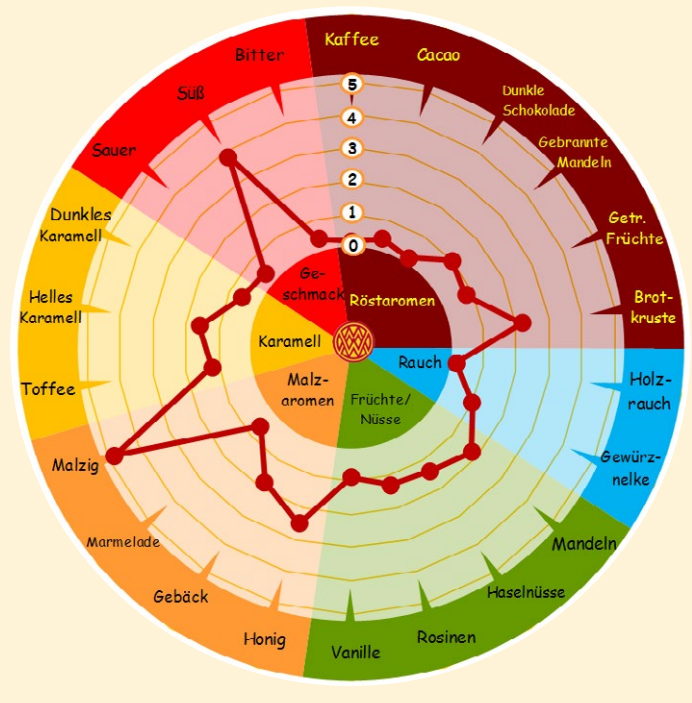 Kaffee
Cacao
Dunkle
Schokolade
Gebrannte
Mandeln
Getr.
Früchte
Brot-
kruste
Holz-
rauch
Gewürz-
nelke
Mandeln
Haselnüsse
Rosinen
Vanille
Honig
Gebäck
Marmelade
Malzig
Toffee
Helles
Karamell
Dunkles
Karamell
Sauer
Süß
Bitter
5
4
3
2
1
0
Ge-
schmack
Röstaromen
Karamell
Rauch
Malz-
aromen
Früchte/
Nüsse